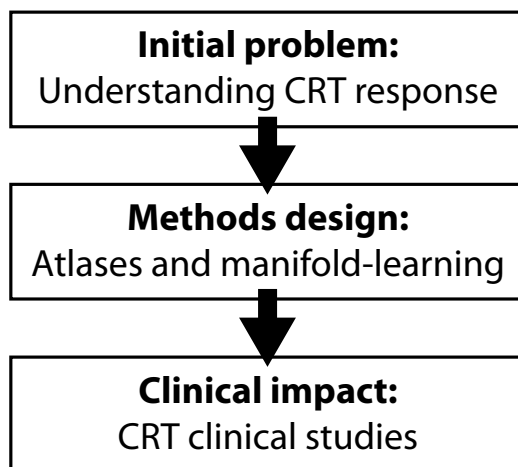 Initial problem:
Understanding CRT response
Methods design:
Atlases and manifold-learning
Clinical impact:
CRT clinical studies